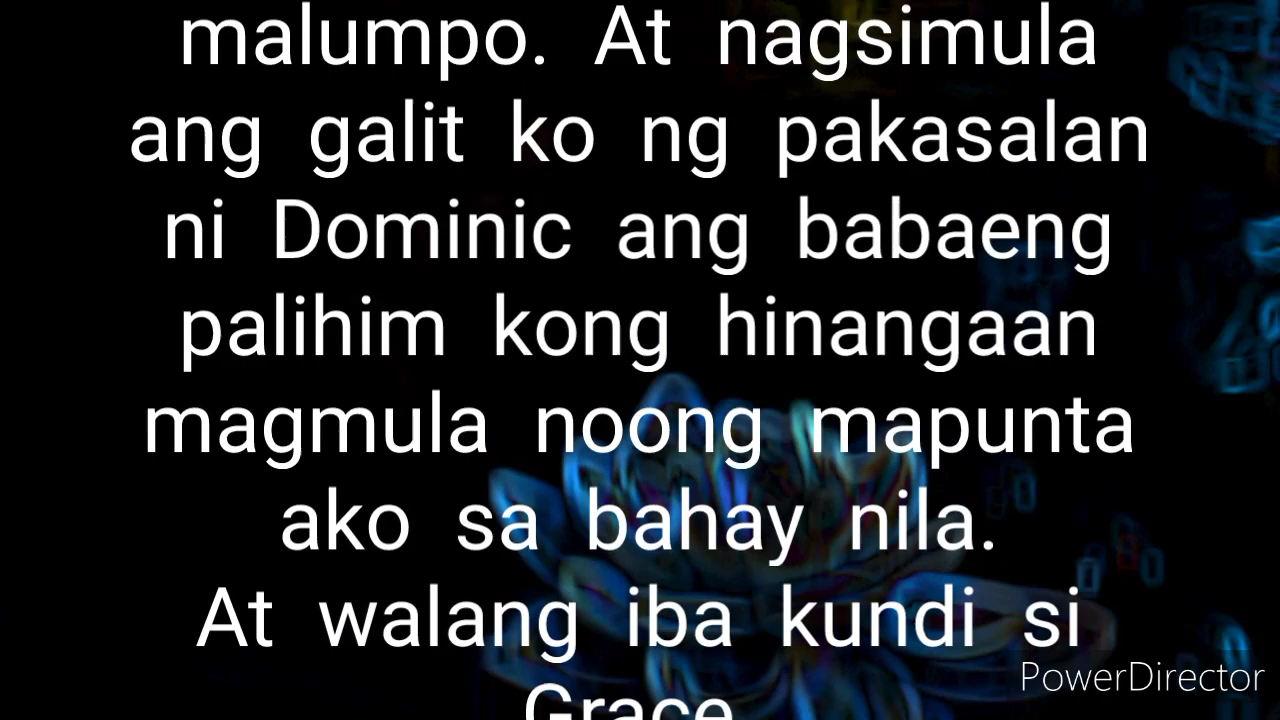 malumpo. At nagsimula
ang galit ko ng pakasalan
ni Dominic ang babaeng
palihim kong hinangaan
magmula noong mapunta
ako sa bahay nila.
At walang iba kundi si
Grace
PowerDirector